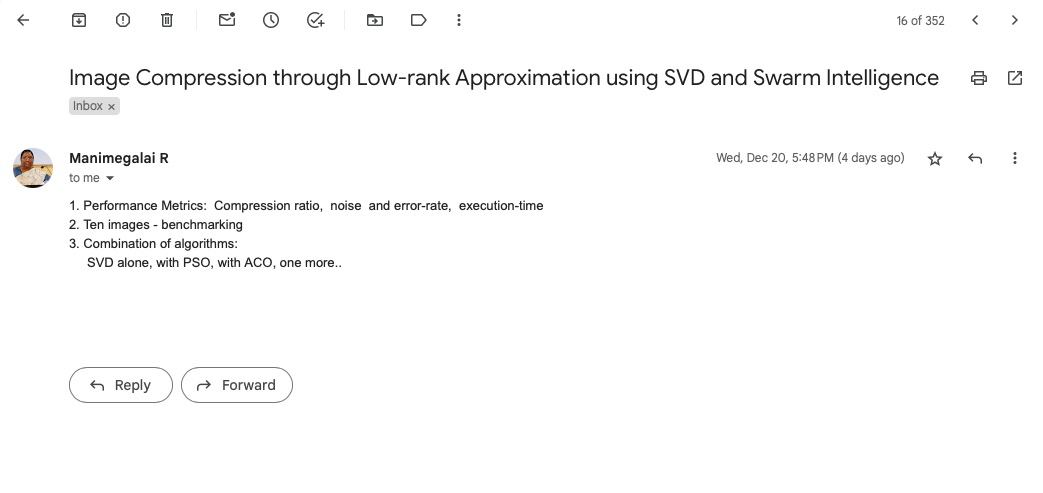 16 of 352
Image Compression through Low-rank Approximation using SVD and Swarm Intelligence
Inbox ×
Manimegalai R
Wed, Dec 20, 5:48 PM (4 days ago)
to me
1. Performance Metrics: Compression ratio, noise and error-rate, execution-time
2. Ten images - benchmarking
3. Combination of algorithms:
SVD alone, with PSO, with ACO, one more..
Reply
Forward